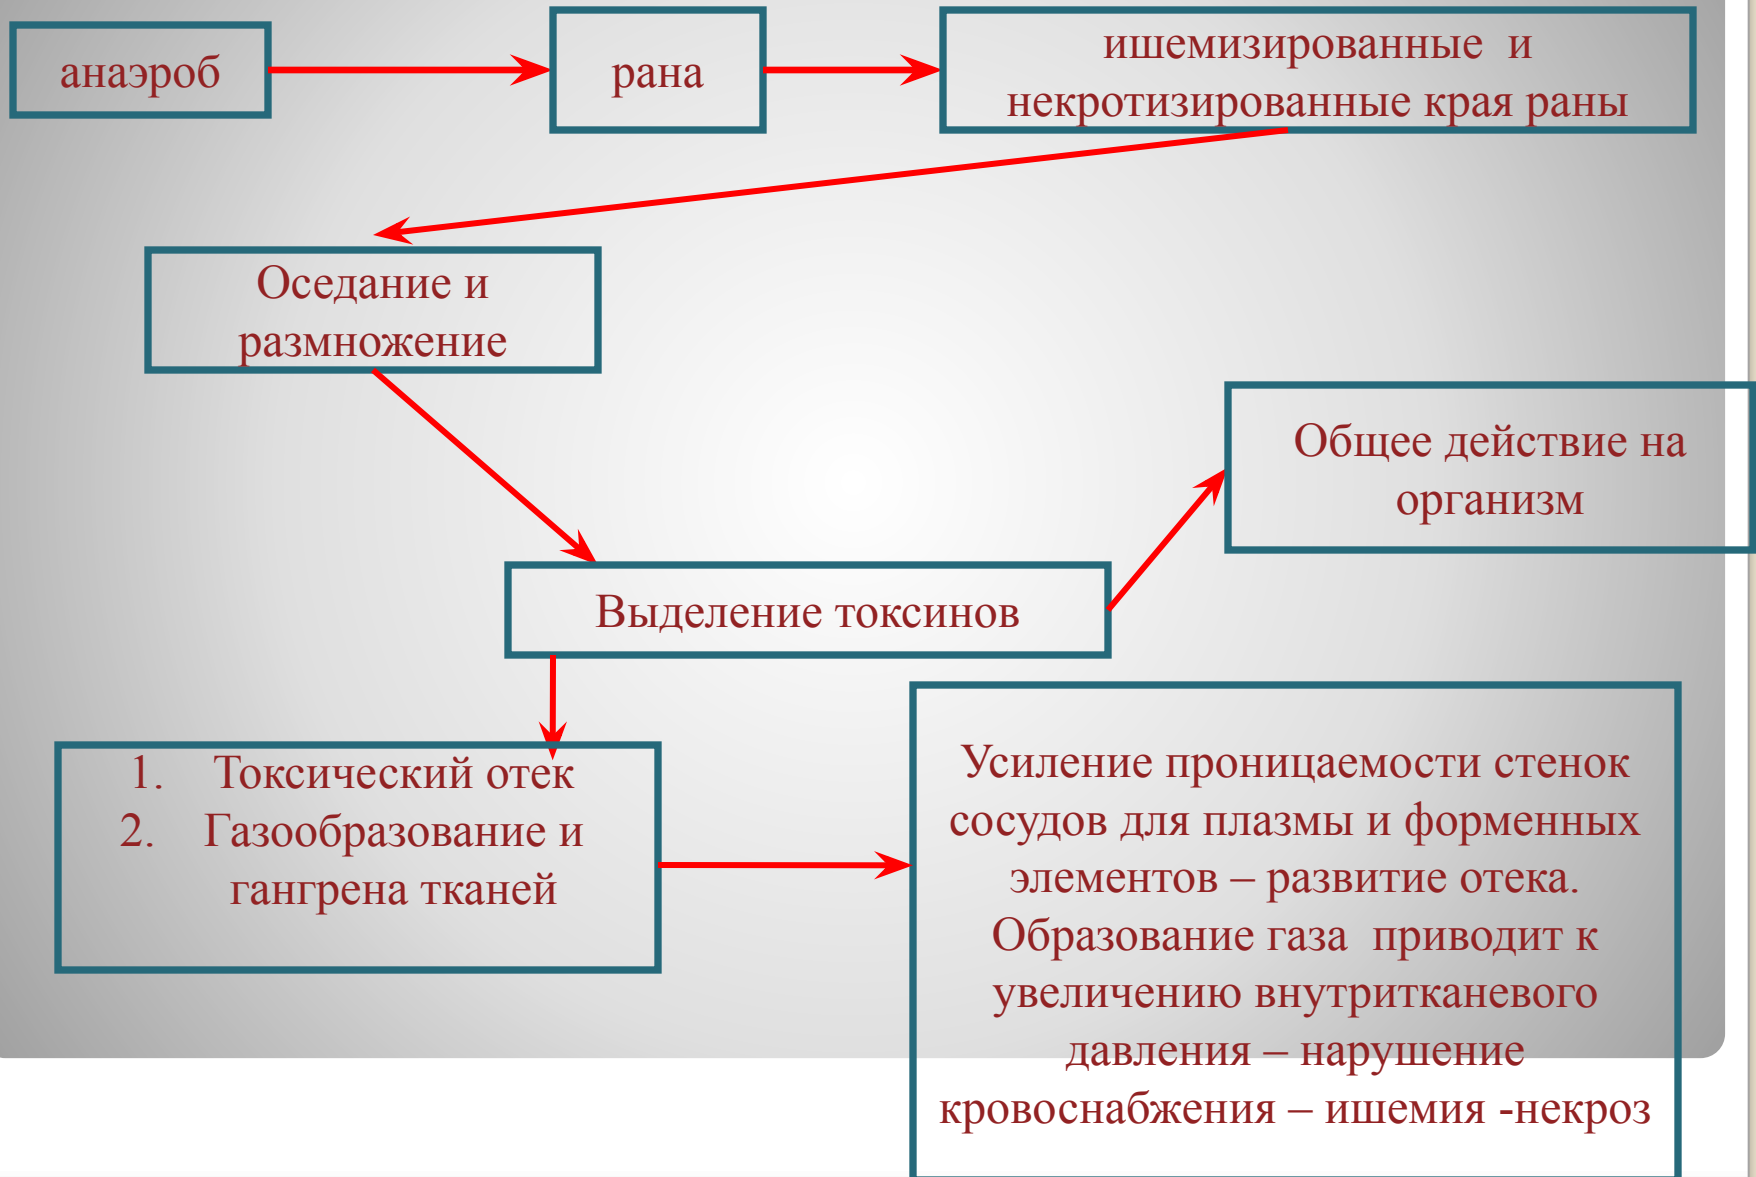 анаэроб
рана
ишемизированные и
некротизированные края раны
Оседание и
размножение
Общее действие на
организм
Выделение токсинов
1. Токсический отек
2. Газообразование и
гангрена тканей
Усиление проницаемости стенок
сосудов для плазмы и форменных
элементов – развитие отека.
Образование газа приводит к
увеличению внутритканевого
давления – нарушение
кровоснабжения – ишемия -некроз